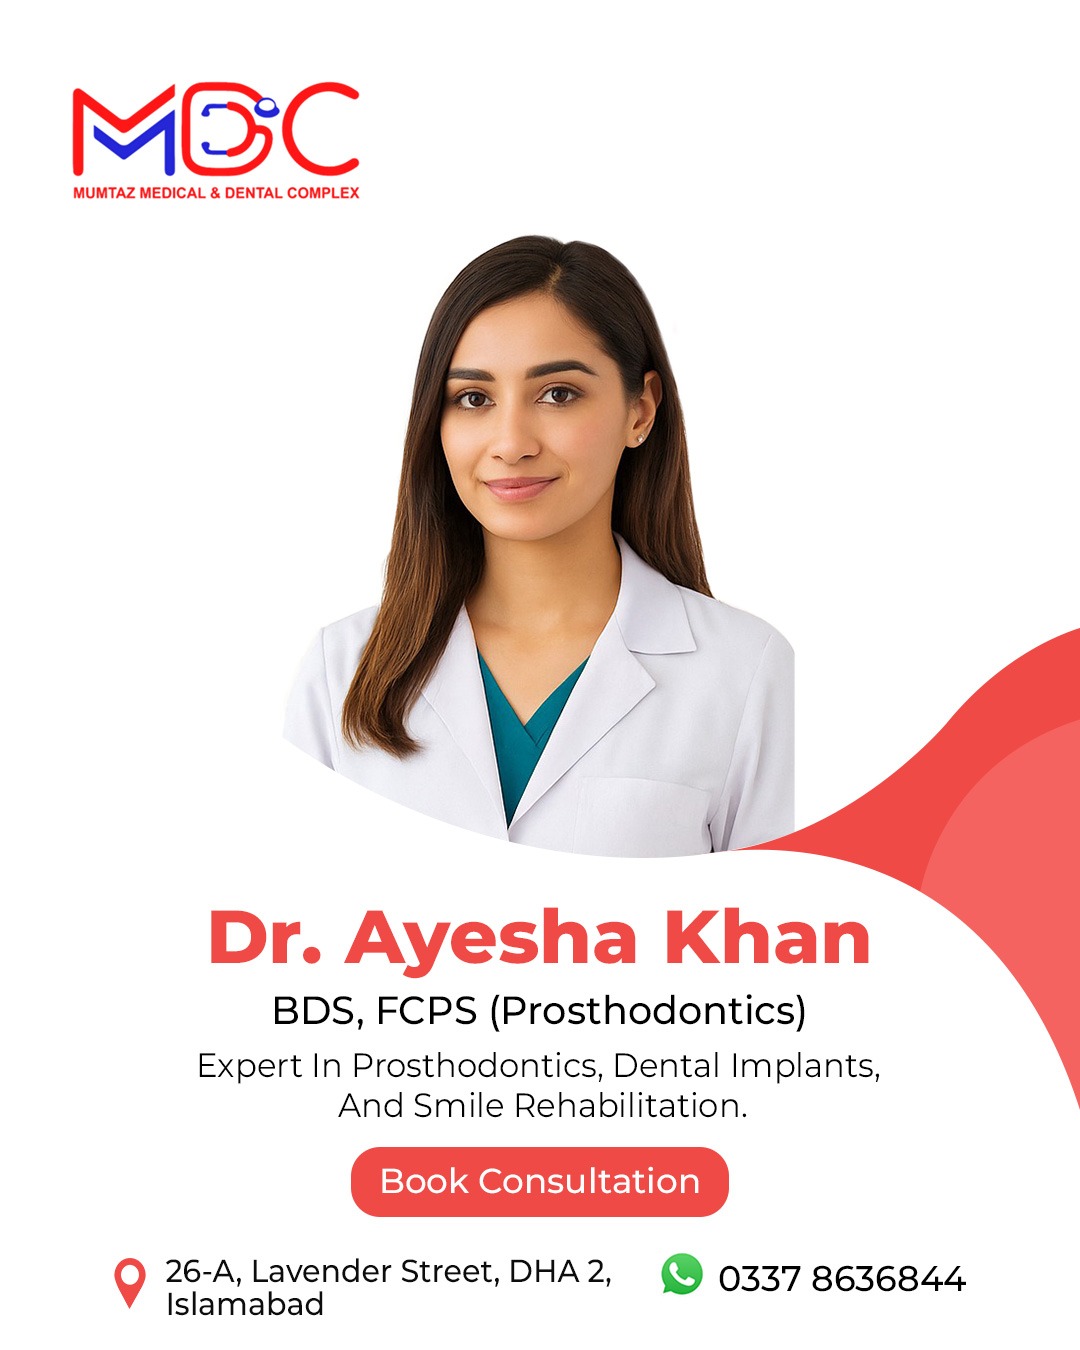 MDC
MUMTAZ MEDICAL & DENTAL COMPLEX
Dr. Ayesha Khan
BDS, FCPS (Prosthodontics)
Expert In Prosthodontics, Dental Implants,
And Smile Rehabilitation.
Book Consultation
26-A, Lavender Street, DHA 2,
Islamabad
0337 8636844